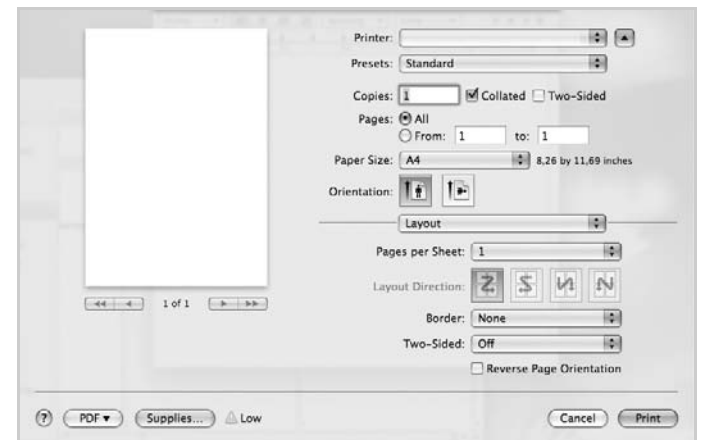 Printer:
Presets: Standard
Copies: 1 Collated Two-Sided
Pages: All
From: 1 to: 1
Paper Size: A4 8,26 by 11,69 inches
Orientation:
Layout
Pages per Sheet: 1
Layout Direction:
1 of 1
Border: None
Two-Sided: Off
Reverse Page Orientation
? PDF Supplies... Low Cancel Print